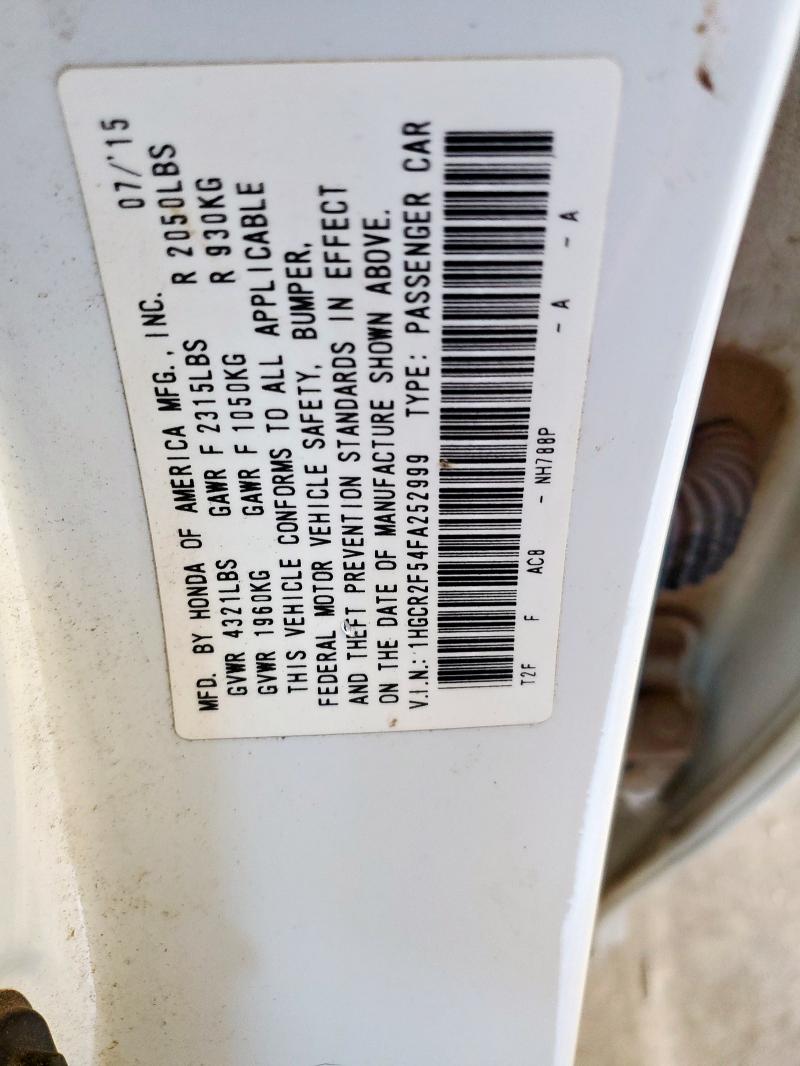 MFD. BY HONDA OF AMERICA MFG., INC. 07/'15
GVWR 4321LBS GAWR F 2315LBS R 2050LBS
GVWR 1960KG GAWR F 1050KG R 930KG
THIS VEHICLE CONFORMS TO ALL APPLICABLE
FEDERAL MOTOR VEHICLE SAFETY, BUMPER,
AND THEFT PREVENTION STANDARDS IN EFFECT
ON THE DATE OF MANUFACTURE SHOWN ABOVE.
V.I.N.: 1HGCR2F54FA252999 TYPE: PASSENGER CAR
T2F F AC8 - NH788P - A - A